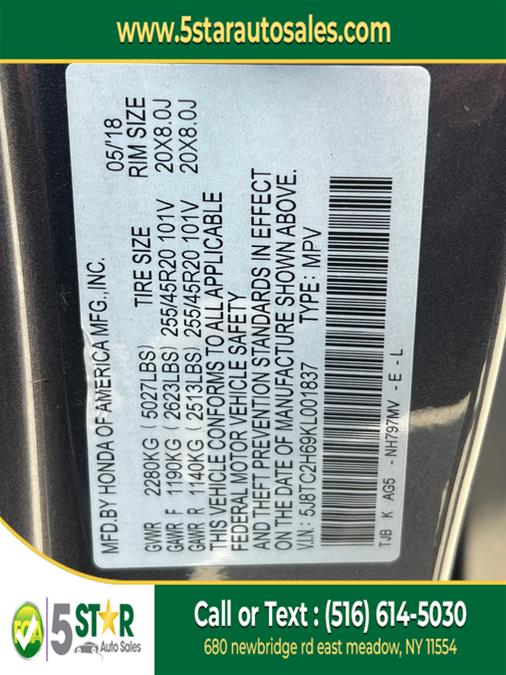 www.5starautosales.com
MFD.BY HONDA OF AMERICA MFG., INC. 05/'18
TIRE SIZE RIM SIZE
GVWR 2280KG (5027LBS)
GAWR F 1190KG (2623LBS) 255/45R20 101V 20X8.0J
GAWR R 1140KG (2513LBS) 255/45R20 101V 20X8.0J
THIS VEHICLE CONFORMS TO ALL APPLICABLE
FEDERAL MOTOR VEHICLE SAFETY
AND THEFT PREVENTION STANDARDS IN EFFECT
ON THE DATE OF MANUFACTURE SHOWN ABOVE.
V.I.N: 5J8TC2H69KL001837 TYPE: MPV
TJB K AG5 - NH797MV - E - L
5 STAR
Auto Sales
Call or Text : (516) 614-5030
680 newbridge rd east meadow, NY 11554